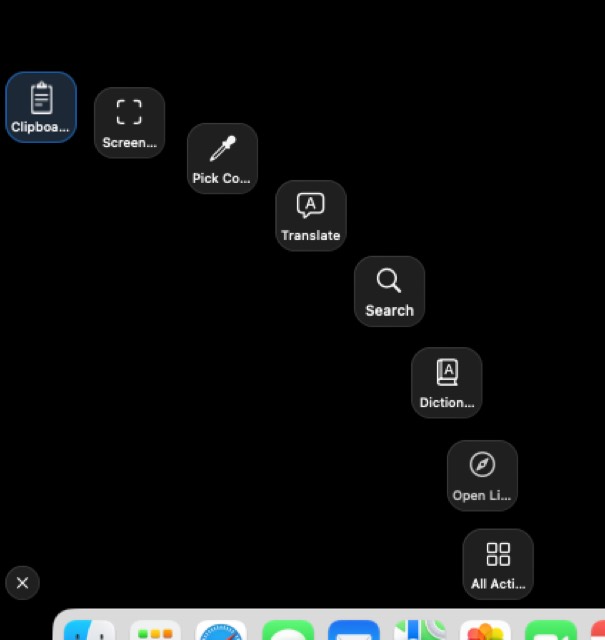 Clipboa...
Screen...
Pick Co...
A
Translate
Search
A
Diction...
Open Li...
All Acti...